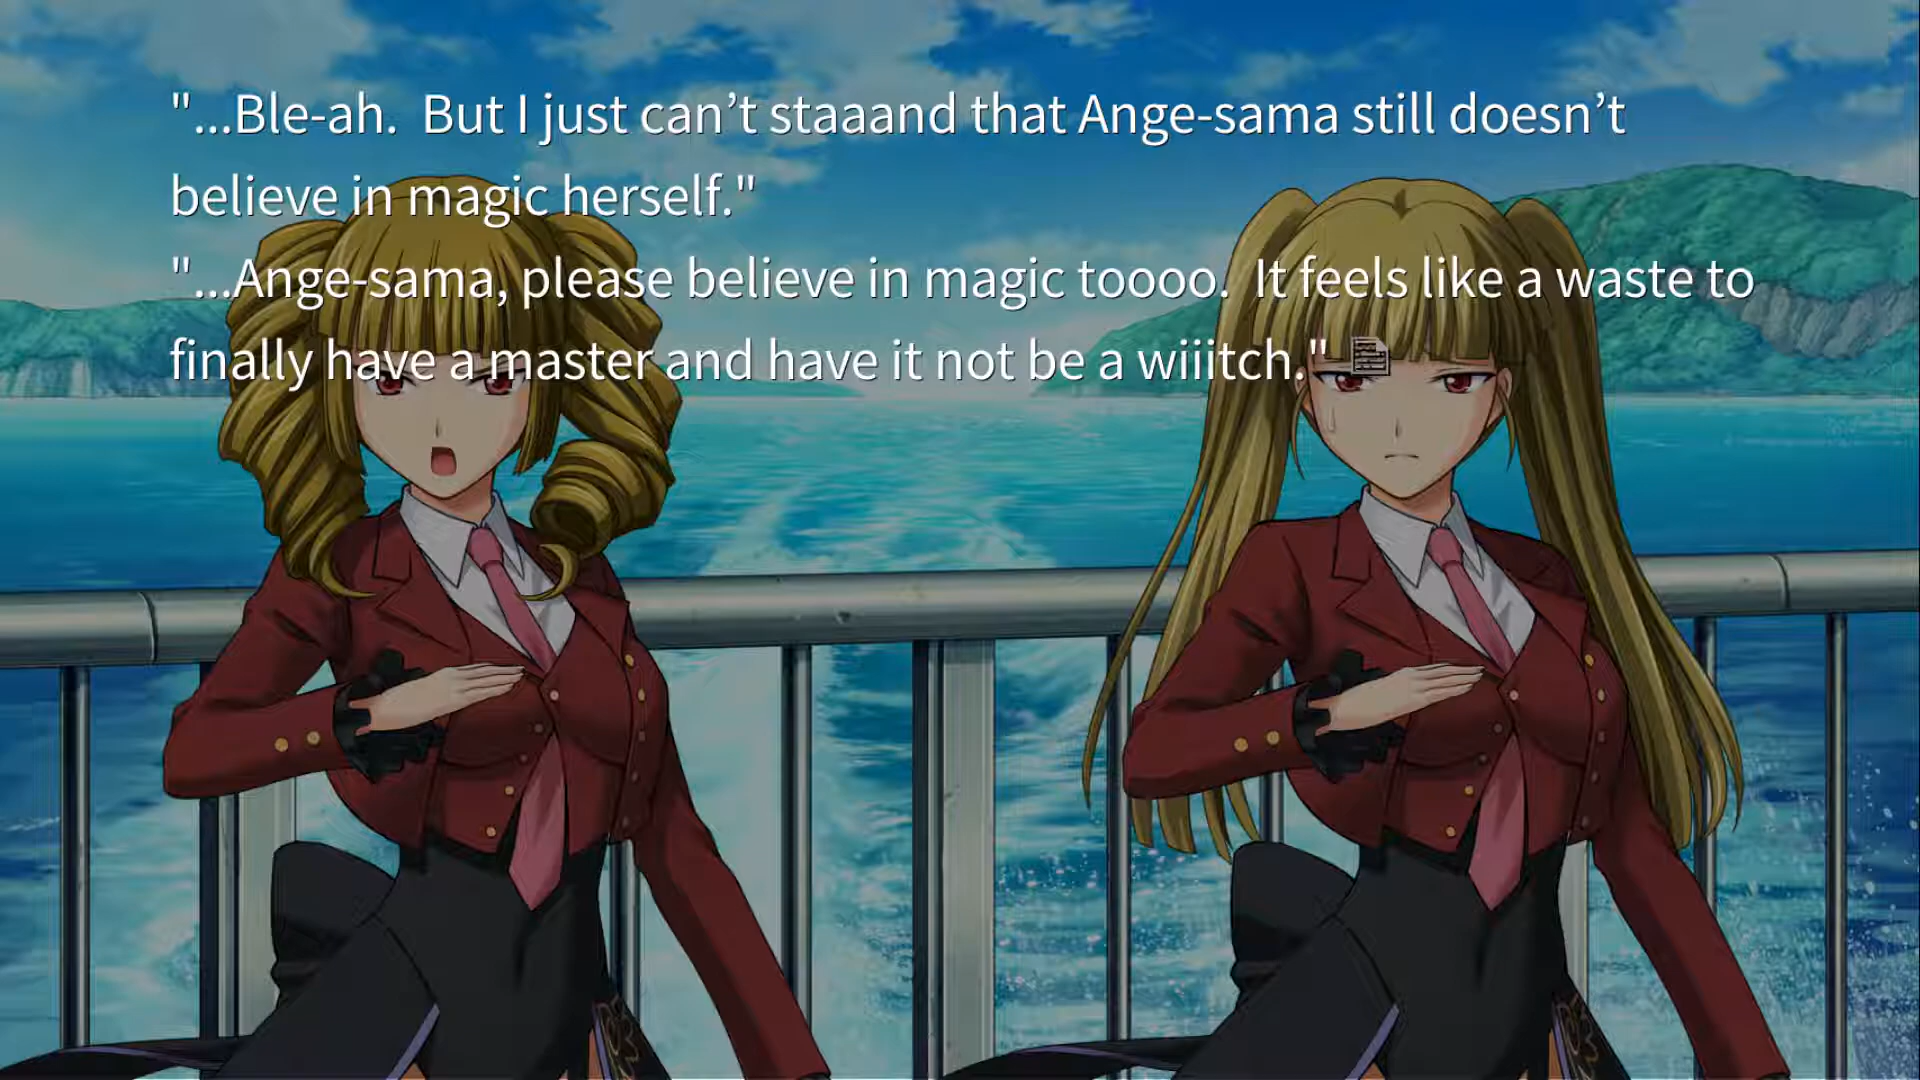 "...Ble-ah.  But I just can’t staaand that Ange-sama still doesn’t
believe in magic herself."
"...Ange-sama, please believe in magic toooo.  It feels like a waste to
finally have a master and have it not be a wiiitch."